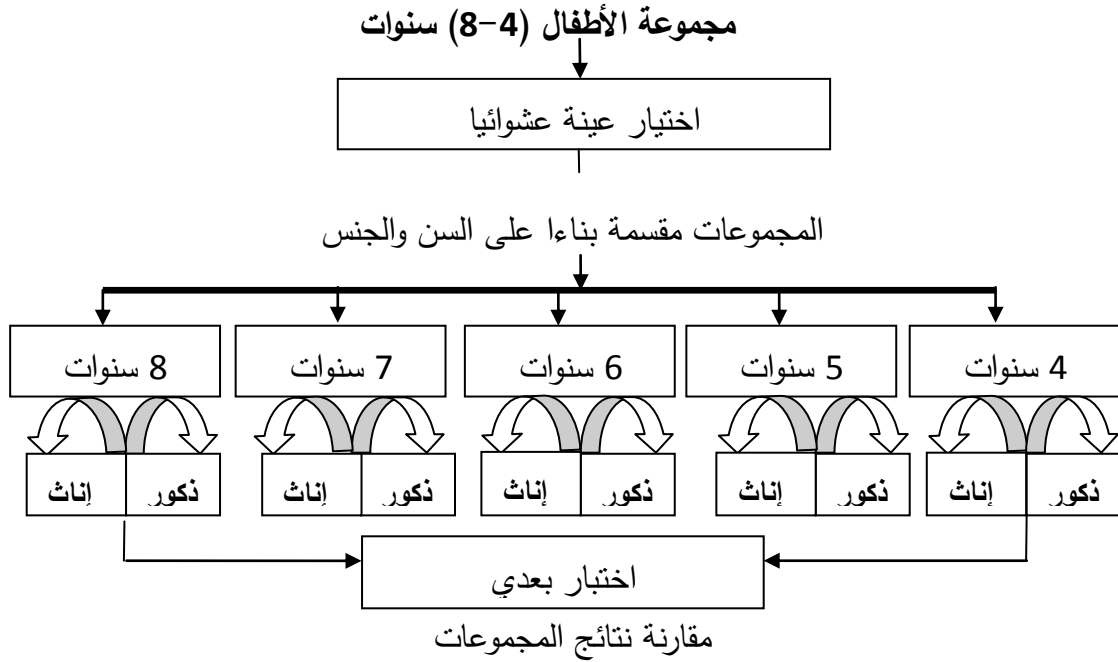 مجموعة الأطفال (4-8) سنوات
اختيار عينة عشوائيا
المجموعات مقسمة بناءا على السن والجنس
4 سنوات
5 سنوات
6 سنوات
7 سنوات
8 سنوات
ذكور إناث
ذكور إناث
ذكور إناث
ذكور إناث
ذكور إناث
اختبار بعدي
مقارنة نتائج المجموعات